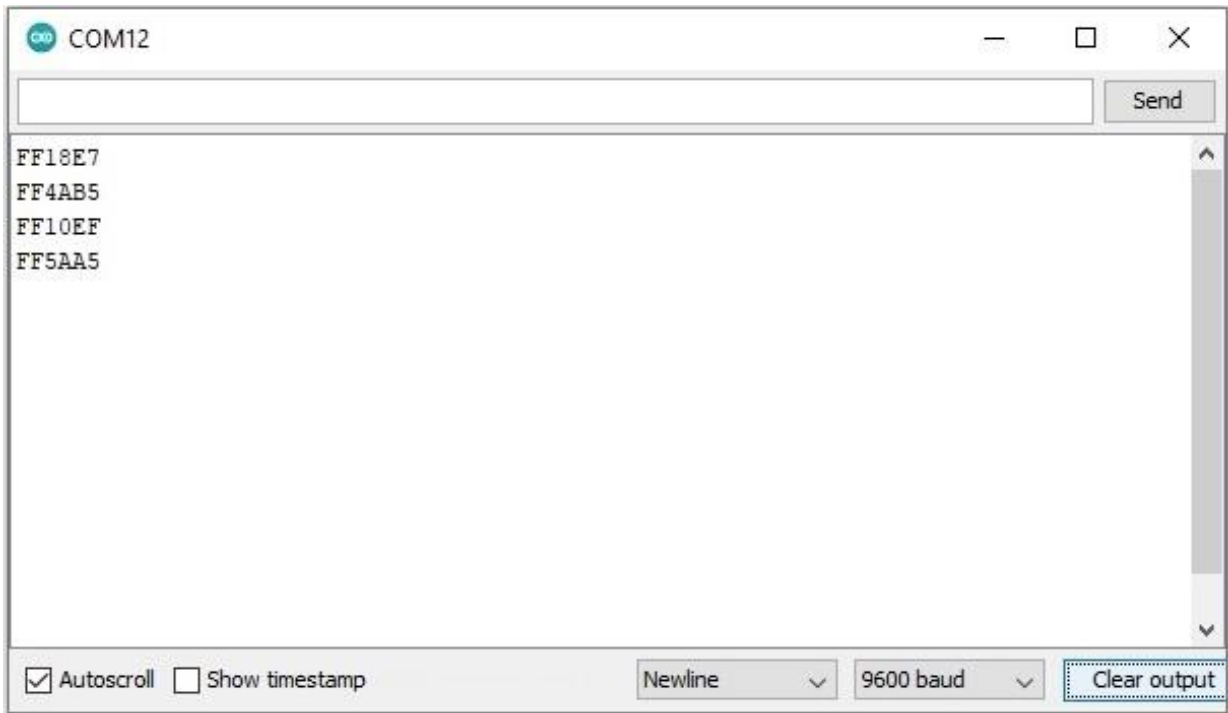 COM12
Send
FF18E7
FF4AB5
FF10EF
FF5AA5
Autoscroll Show timestamp Newline 9600 baud Clear output